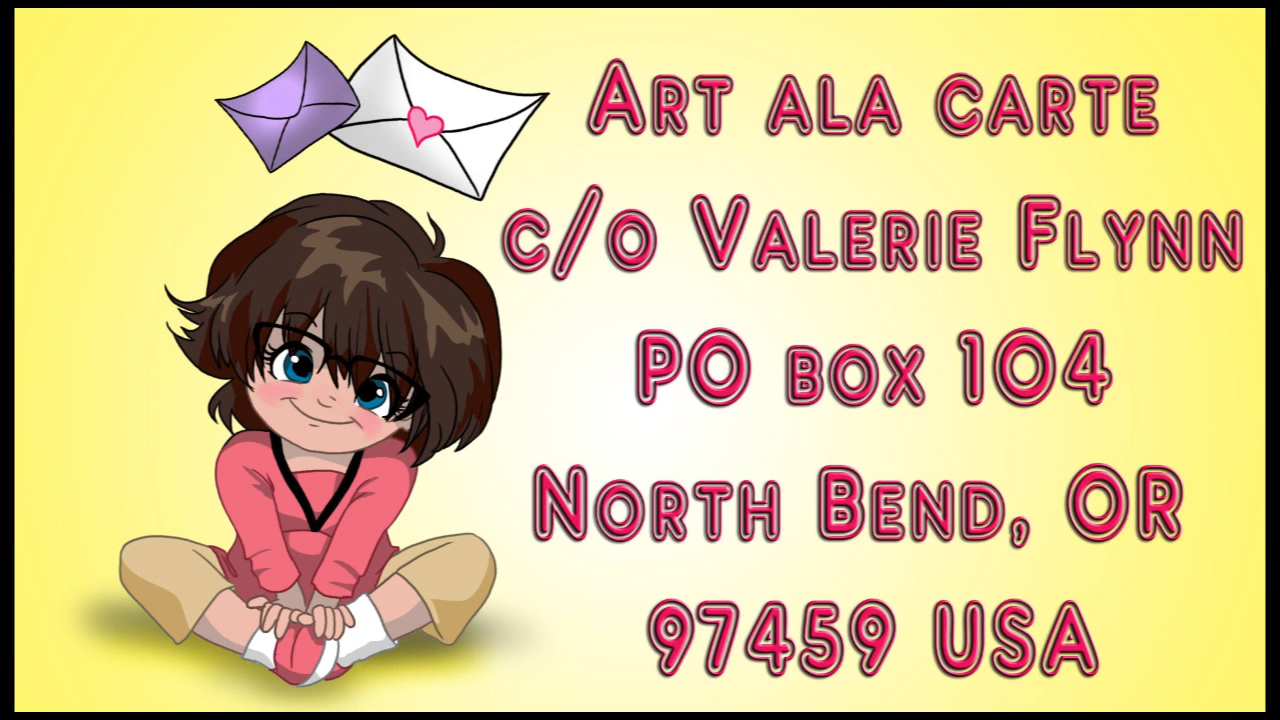 Art ala carte
c/o Valerie Flynn
PO box 104
North Bend, OR
97459 USA